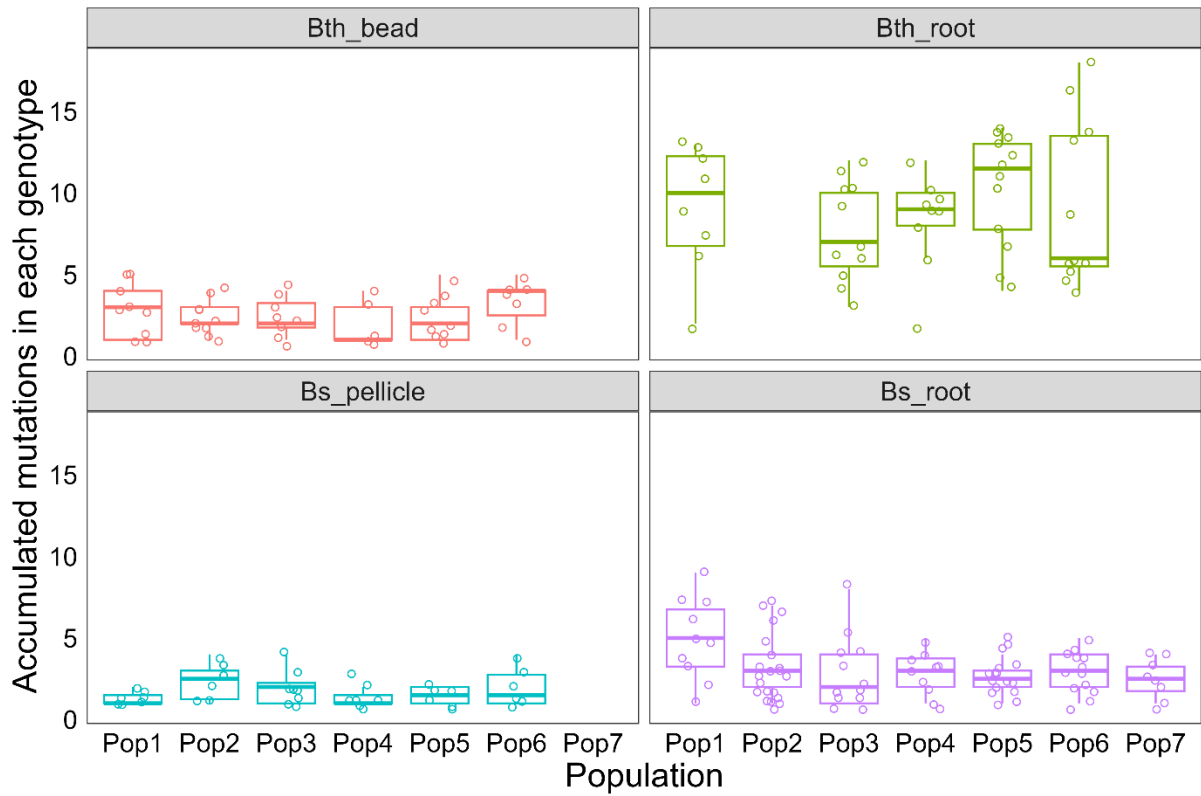 Bth_bead
Bth_root
Accumulated mutations in each genotype
15
10
5
0
Bs_pellicle
Bs_root
15
10
5
0
Pop1 Pop2 Pop3 Pop4 Pop5 Pop6 Pop7
Pop1 Pop2 Pop3 Pop4 Pop5 Pop6 Pop7
Population